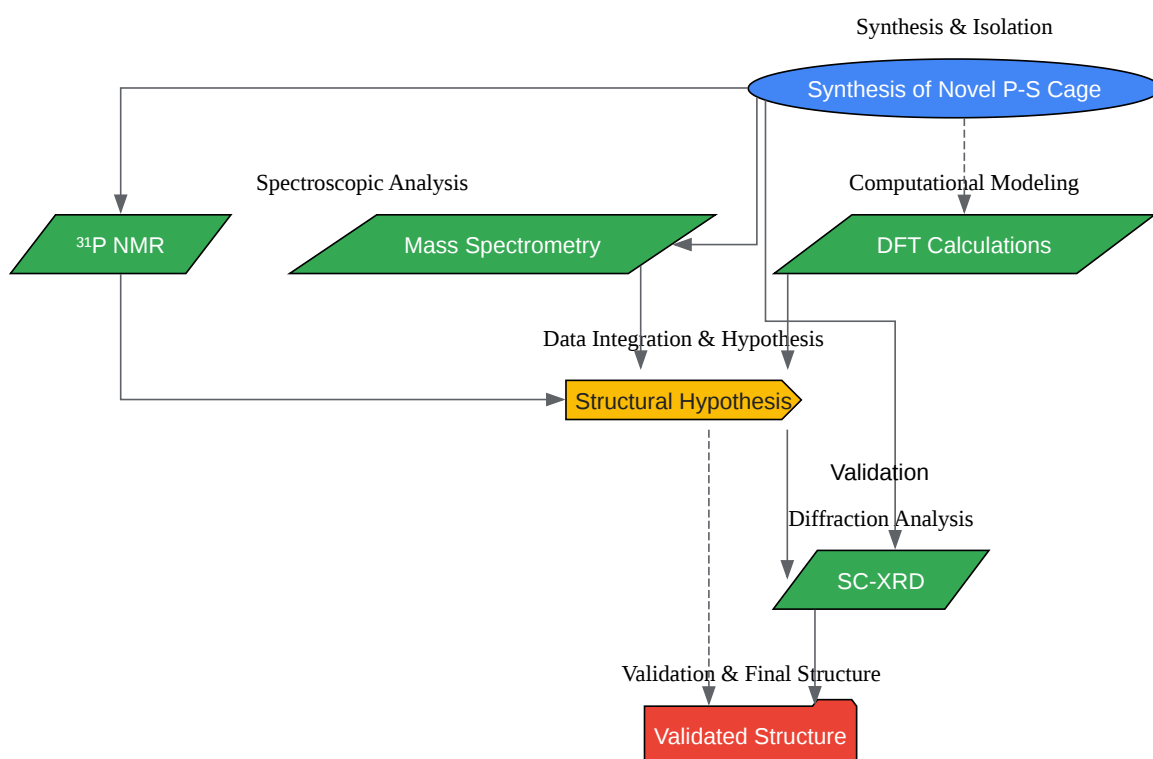 Synthesis & Isolation
Synthesis of Novel P-S Cage
Spectroscopic Analysis
Computational Modeling
³¹P NMR
Mass Spectrometry
DFT Calculations
Data Integration & Hypothesis
Structural Hypothesis
Validation
Diffraction Analysis
SC-XRD
Validation & Final Structure
Validated Structure